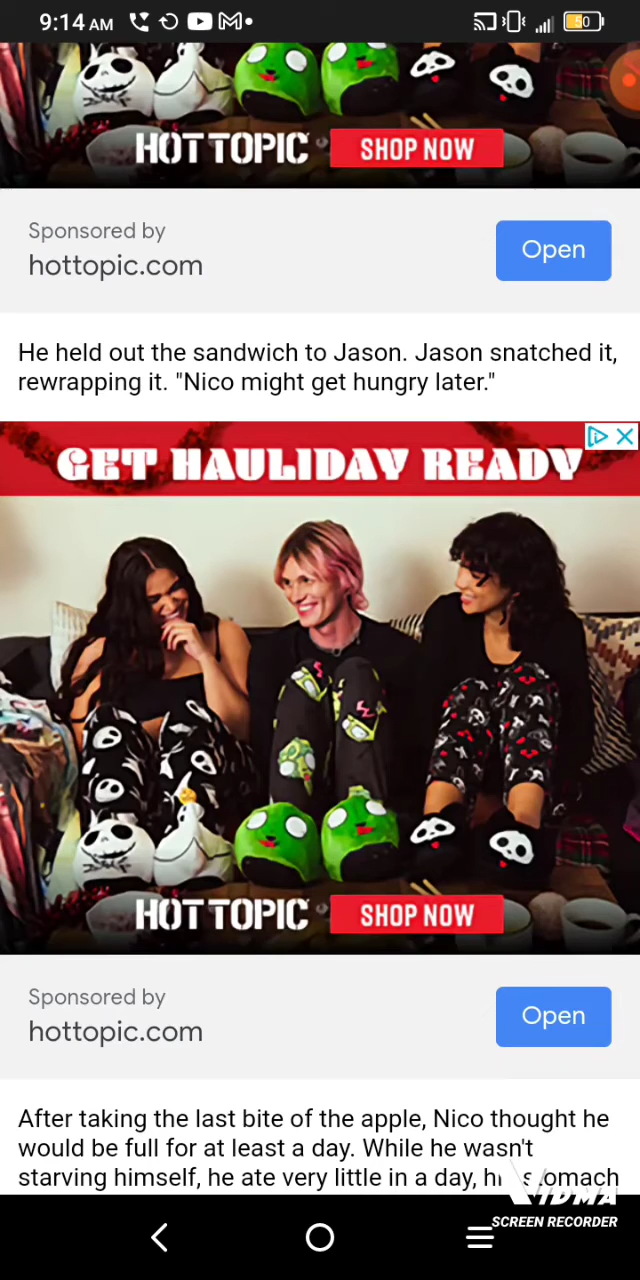 9:14 AM
50
HOT TOPIC SHOP NOW
Sponsored by
hottopic.com
Open
He held out the sandwich to Jason. Jason snatched it,
rewrapping it. "Nico might get hungry later."
GET HAULIDAY READY
HOT TOPIC SHOP NOW
Sponsored by
hottopic.com
Open
After taking the last bite of the apple, Nico thought he
would be full for at least a day. While he wasn't
starving himself, he ate very little in a day,
VIDMA
SCREEN RECORDER